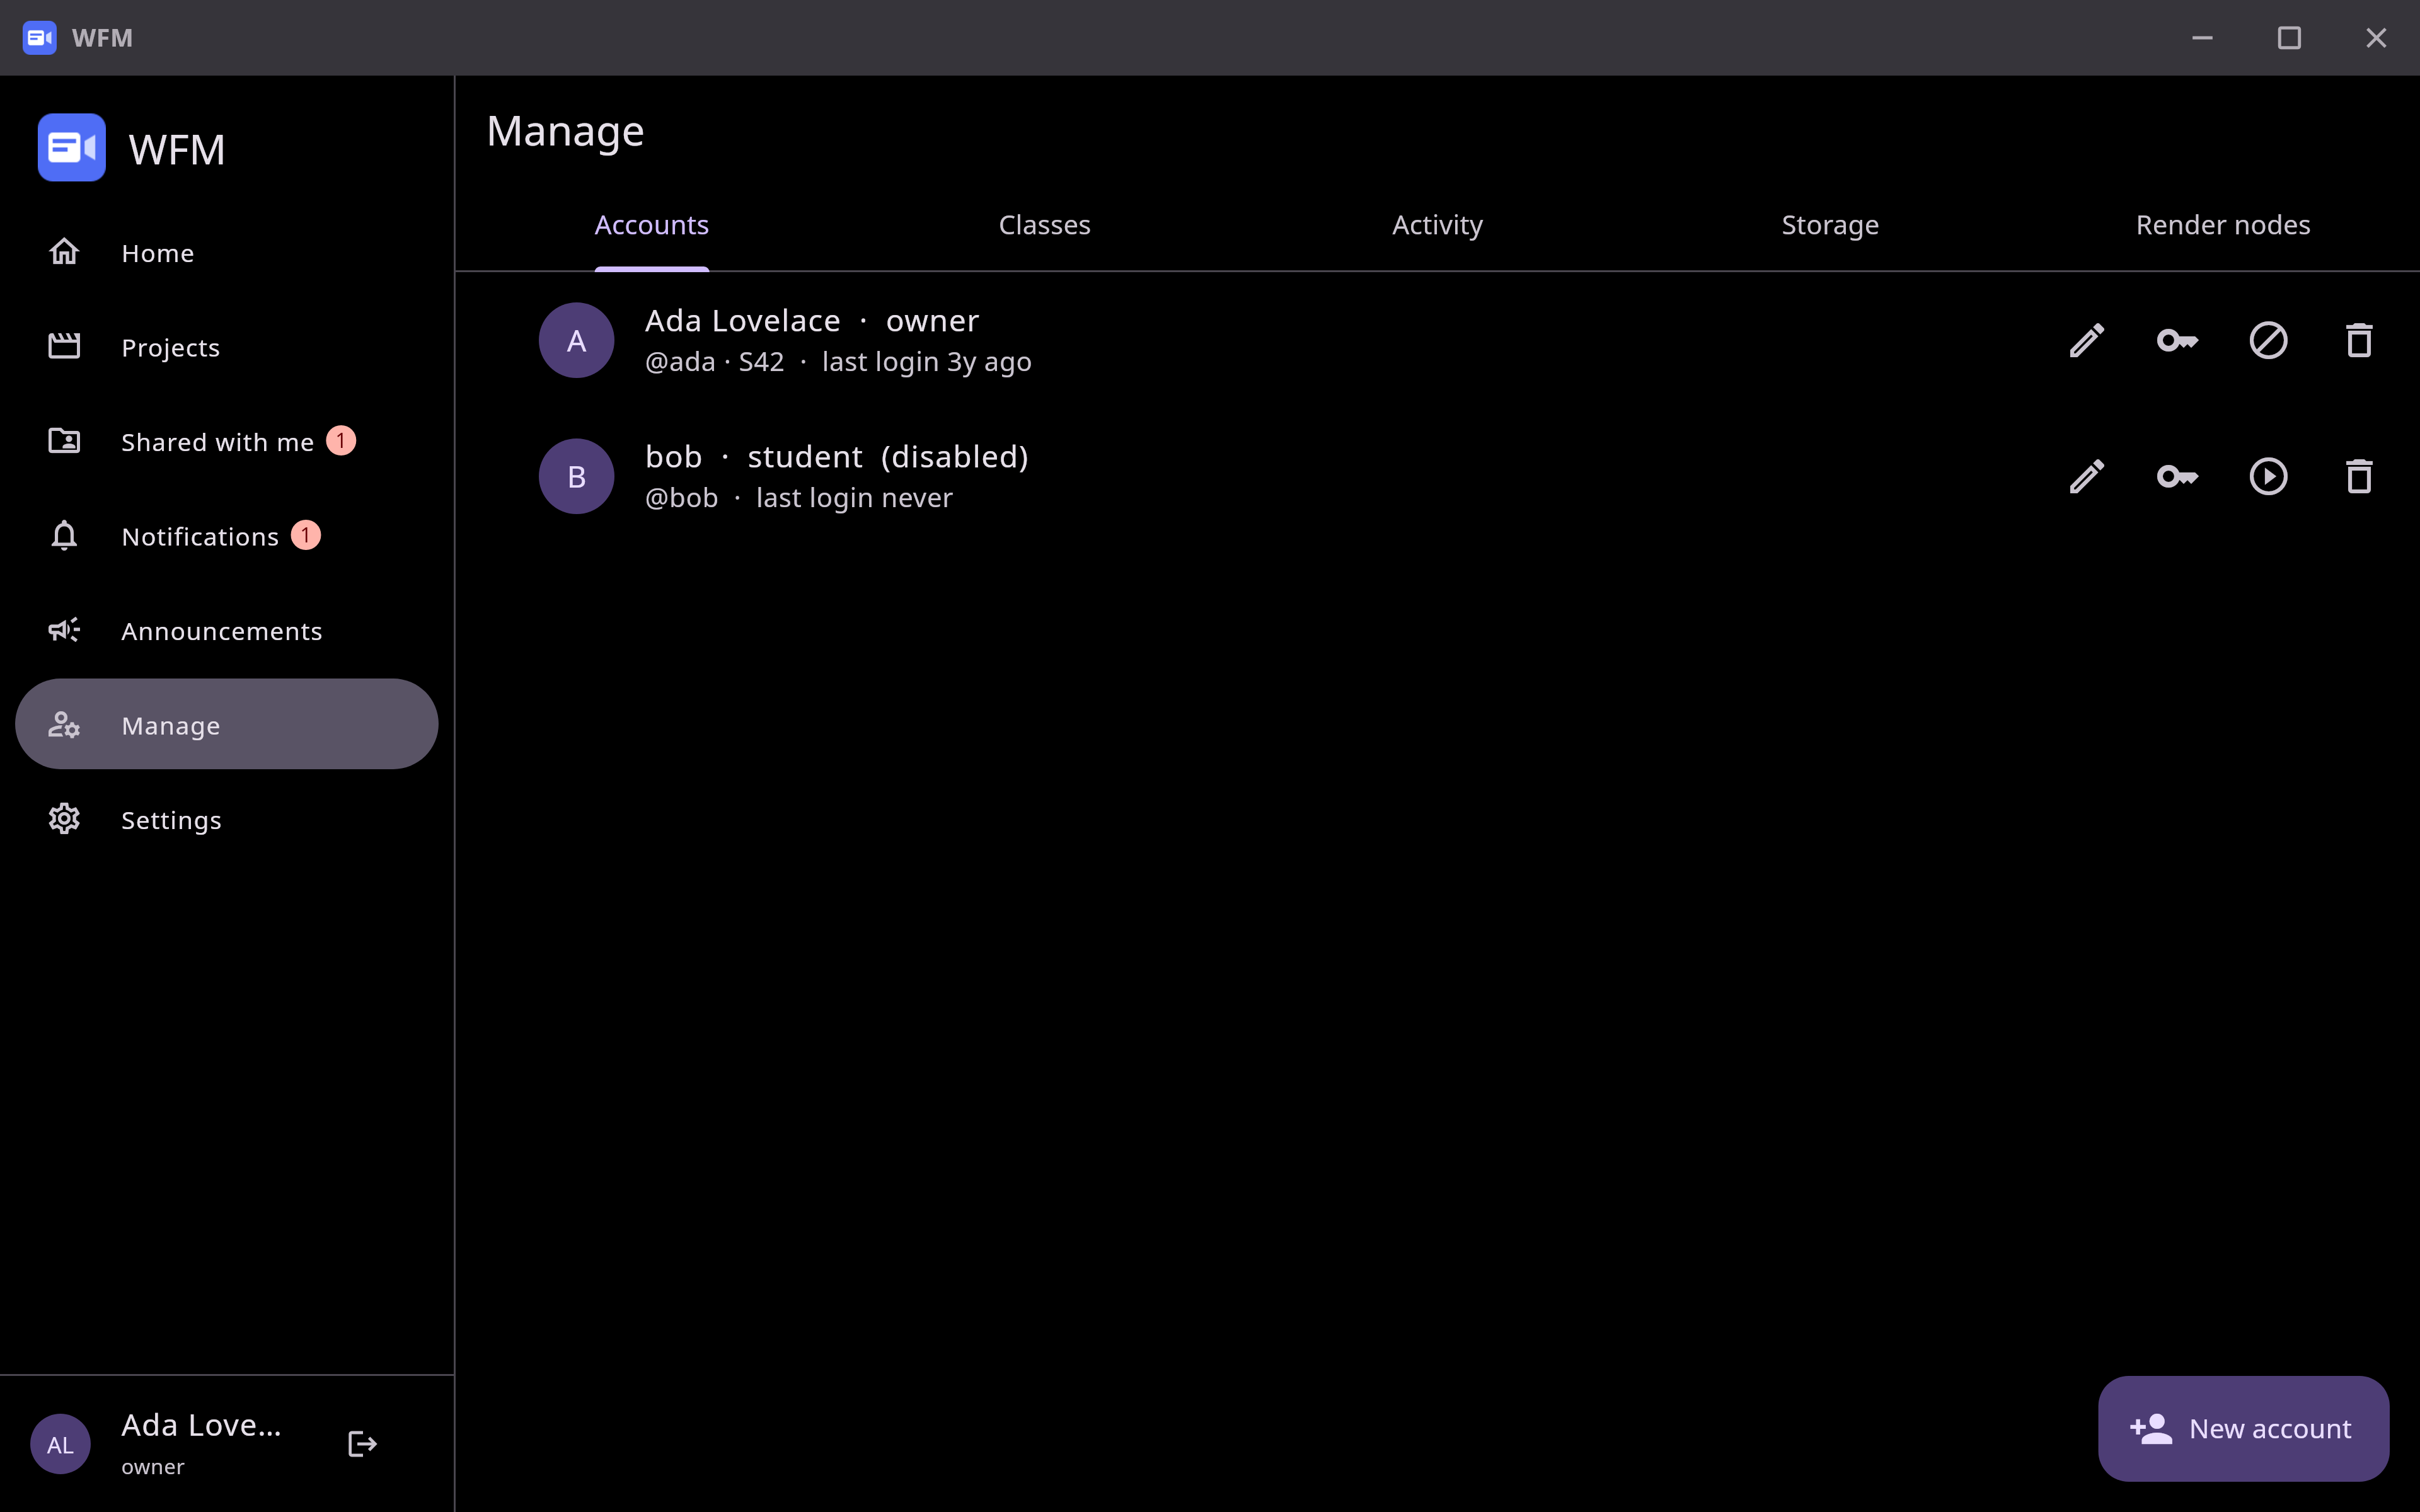 WFM
WFM
Home
Projects
Shared with me 1
Notifications 1
Announcements
Manage
Settings
AL
Ada Love...
owner
Manage
Accounts
Classes
Activity
Storage
Render nodes
A
Ada Lovelace · owner
@ada · S42 · last login 3y ago
B
bob · student (disabled)
@bob · last login never
New account